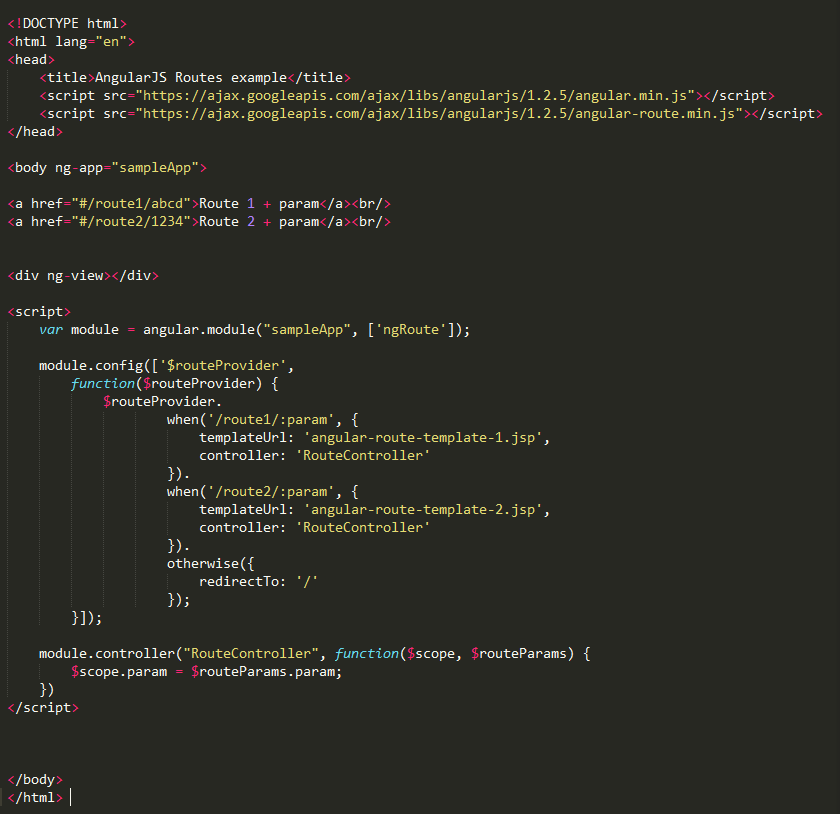 <!DOCTYPE html>
<html lang="en">
<head>
    <title>AngularJS Routes example</title>
    <script src="https://ajax.googleapis.com/ajax/libs/angularjs/1.2.5/angular.min.js"></script>
    <script src="https://ajax.googleapis.com/ajax/libs/angularjs/1.2.5/angular-route.min.js"></script>
</head>

<body ng-app="sampleApp">

<a href="#/route1/abcd">Route 1 + param</a><br/>
<a href="#/route2/1234">Route 2 + param</a><br/>


<div ng-view></div>

<script>
    var module = angular.module("sampleApp", ['ngRoute']);

    module.config(['$routeProvider',
        function($routeProvider) {
            $routeProvider.
                    when('/route1/:param', {
                        templateUrl: 'angular-route-template-1.jsp',
                        controller: 'RouteController'
                    }).
                    when('/route2/:param', {
                        templateUrl: 'angular-route-template-2.jsp',
                        controller: 'RouteController'
                    }).
                    otherwise({
                        redirectTo: '/'
                    });
        }]);

    module.controller("RouteController", function($scope, $routeParams) {
        $scope.param = $routeParams.param;
    })
</script>



</body>
</html>